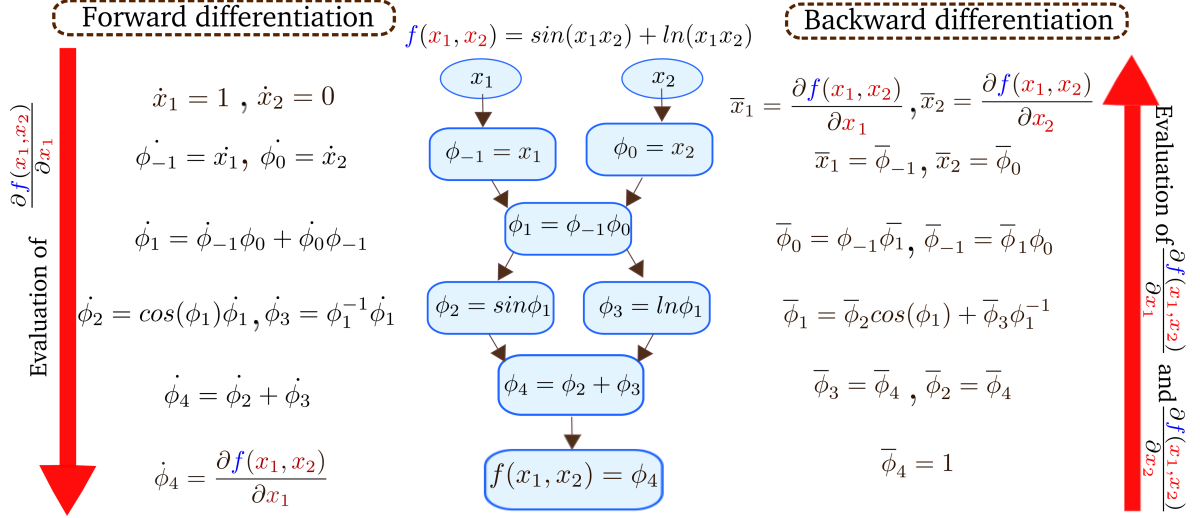 Forward differentiation
∂f(x₁,x₂)/∂x₁
Evaluation of
ẋ₁ = 1 , ẋ₂ = 0
ϕ̇₋₁ = ẋ₁, ϕ̇₀ = ẋ₂
ϕ̇₁ = ϕ̇₋₁ϕ₀ + ϕ̇₀ϕ₋₁
ϕ̇₂ = cos(ϕ₁)ϕ̇₁, ϕ̇₃ = ϕ₁⁻¹ϕ̇₁
ϕ̇₄ = ϕ̇₂ + ϕ̇₃
ϕ̇₄ = ∂f(x₁, x₂)/∂x₁
f(x₁, x₂) = sin(x₁x₂) + ln(x₁x₂)
x₁
x₂
ϕ₋₁ = x₁
ϕ₀ = x₂
ϕ₁ = ϕ₋₁ϕ₀
ϕ₂ = sinϕ₁
ϕ₃ = lnϕ₁
ϕ₄ = ϕ₂ + ϕ₃
f(x₁, x₂) = ϕ₄
Backward differentiation
x̅₁ = ∂f(x₁, x₂)/∂x₁, x̅₂ = ∂f(x₁, x₂)/∂x₂
x̅₁ = ϕ̅₋₁, x̅₂ = ϕ̅₀
ϕ̅₀ = ϕ₋₁ϕ̅₁, ϕ̅₋₁ = ϕ̅₁ϕ₀
ϕ̅₁ = ϕ̅₂cos(ϕ₁) + ϕ̅₃ϕ₁⁻¹
ϕ̅₃ = ϕ̅₄ , ϕ̅₂ = ϕ̅₄
ϕ̅₄ = 1
Evaluation of ∂f(x₁,x₂)/∂x₁ and ∂f(x₁,x₂)/∂x₂